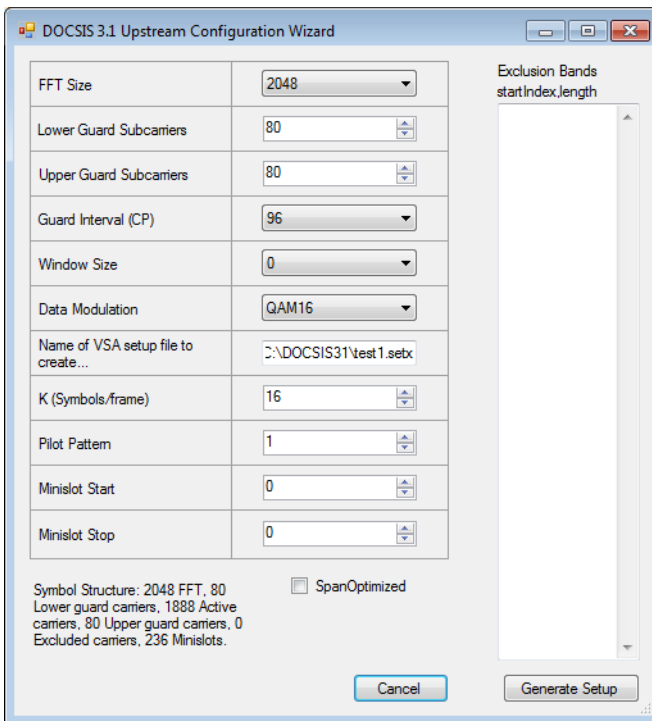 DOCSIS 3.1 Upstream Configuration Wizard
FFT Size
2048
Lower Guard Subcarriers
80
Upper Guard Subcarriers
80
Guard Interval (CP)
96
Window Size
0
Data Modulation
QAM16
Name of VSA setup file to
create...
C:\DOCSIS31\test1.setx
K (Symbols/frame)
16
Pilot Pattern
1
Minislot Start
0
Minislot Stop
0
Symbol Structure: 2048 FFT, 80
Lower guard carriers, 1888 Active
carriers, 80 Upper guard carriers, 0
Excluded carriers, 236 Minislots.
SpanOptimized
Exclusion Bands
startIndex,length
Cancel
Generate Setup